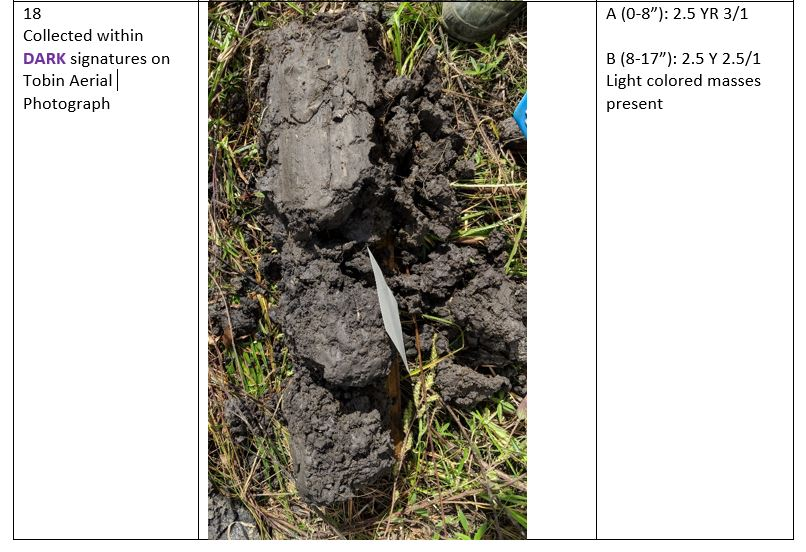 18
Collected within
DARK signatures on
Tobin Aerial
Photograph
A (0-8”): 2.5 YR 3/1
B (8-17”): 2.5 Y 2.5/1
Light colored masses
present